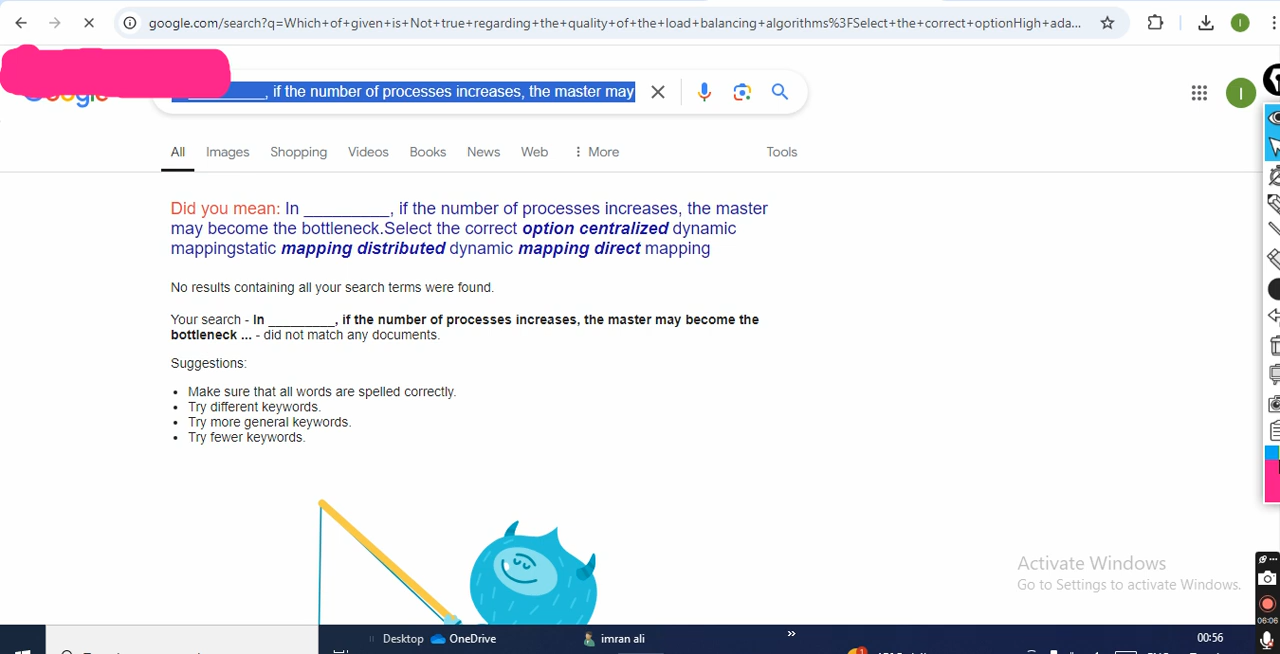 google.com/search?q=Which+of+given+is+Not+true+regarding+the+quality+of+the+load+balancing+algorithms%3FSelect+the+correct+optionHigh+ada...
I
__________, if the number of processes increases, the master may
I
All Images Shopping Videos Books News Web More Tools
Did you mean: In _________, if the number of processes increases, the master
may become the bottleneck.Select the correct option centralized dynamic
mappingstatic mapping distributed dynamic mapping direct mapping
No results containing all your search terms were found.
Your search - In _________, if the number of processes increases, the master may become the
bottleneck ... - did not match any documents.
Suggestions:
• Make sure that all words are spelled correctly.
• Try different keywords.
• Try more general keywords.
• Try fewer keywords.
Activate Windows
Go to Settings to activate Windows.
06:06
Desktop OneDrive imran ali » 00:56